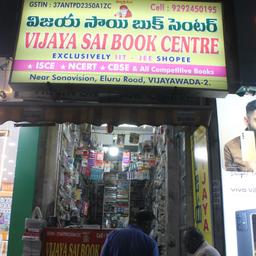 GSTIN : 37ANTPD2350A1ZC
Cell : 9292450195
విజయ సాయి బుక్ సెంటర్
VIJAYA SAI BOOK CENTRE
EXCLUSIVELY IIT - JEE SHOPEE
★ ISCE ★ NCERT ★ CBSE & All Competitive Books
Near Sonovision, Eluru Road, VIJAYAWADA-2.
VIJAYA
vivo
VIJAYA SAI BOOK